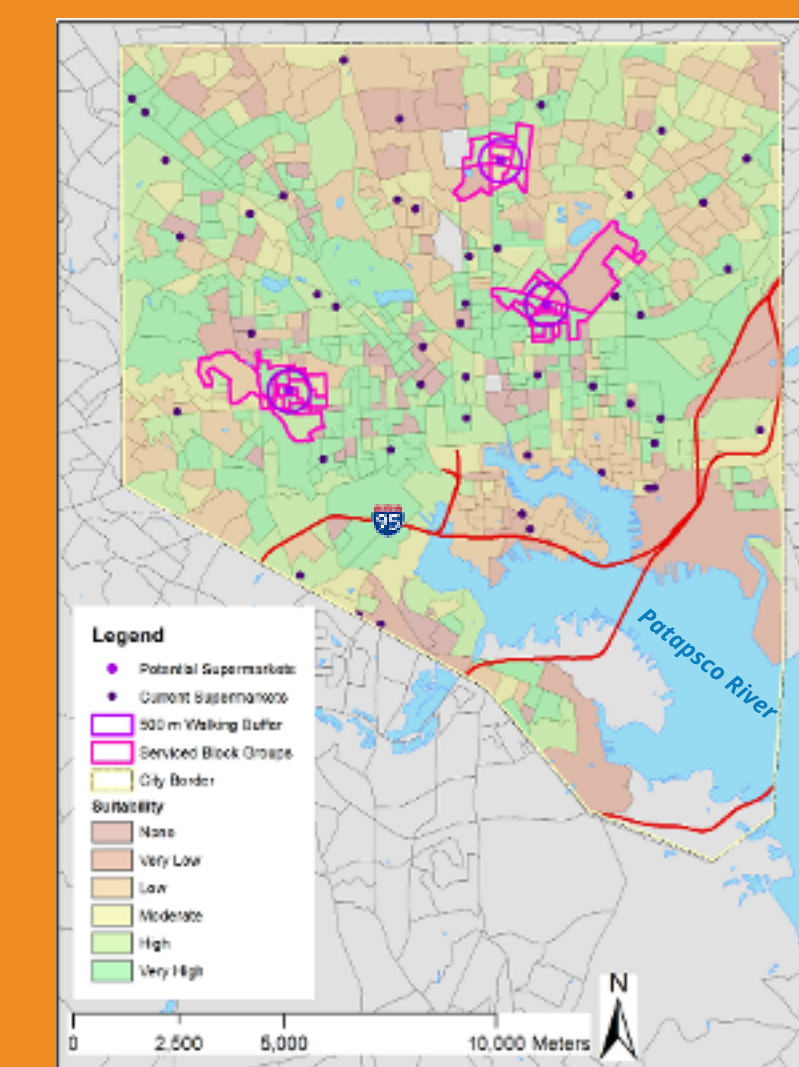 95
Patapsco River
Legend
Potential Supermarkets
Current Supermarkets
500 m Walking Buffer
Serviced Block Groups
City Border
Suitability
None
Very Low
Low
Moderate
High
Very High
N
0 2,500 5,000 10,000 Meters